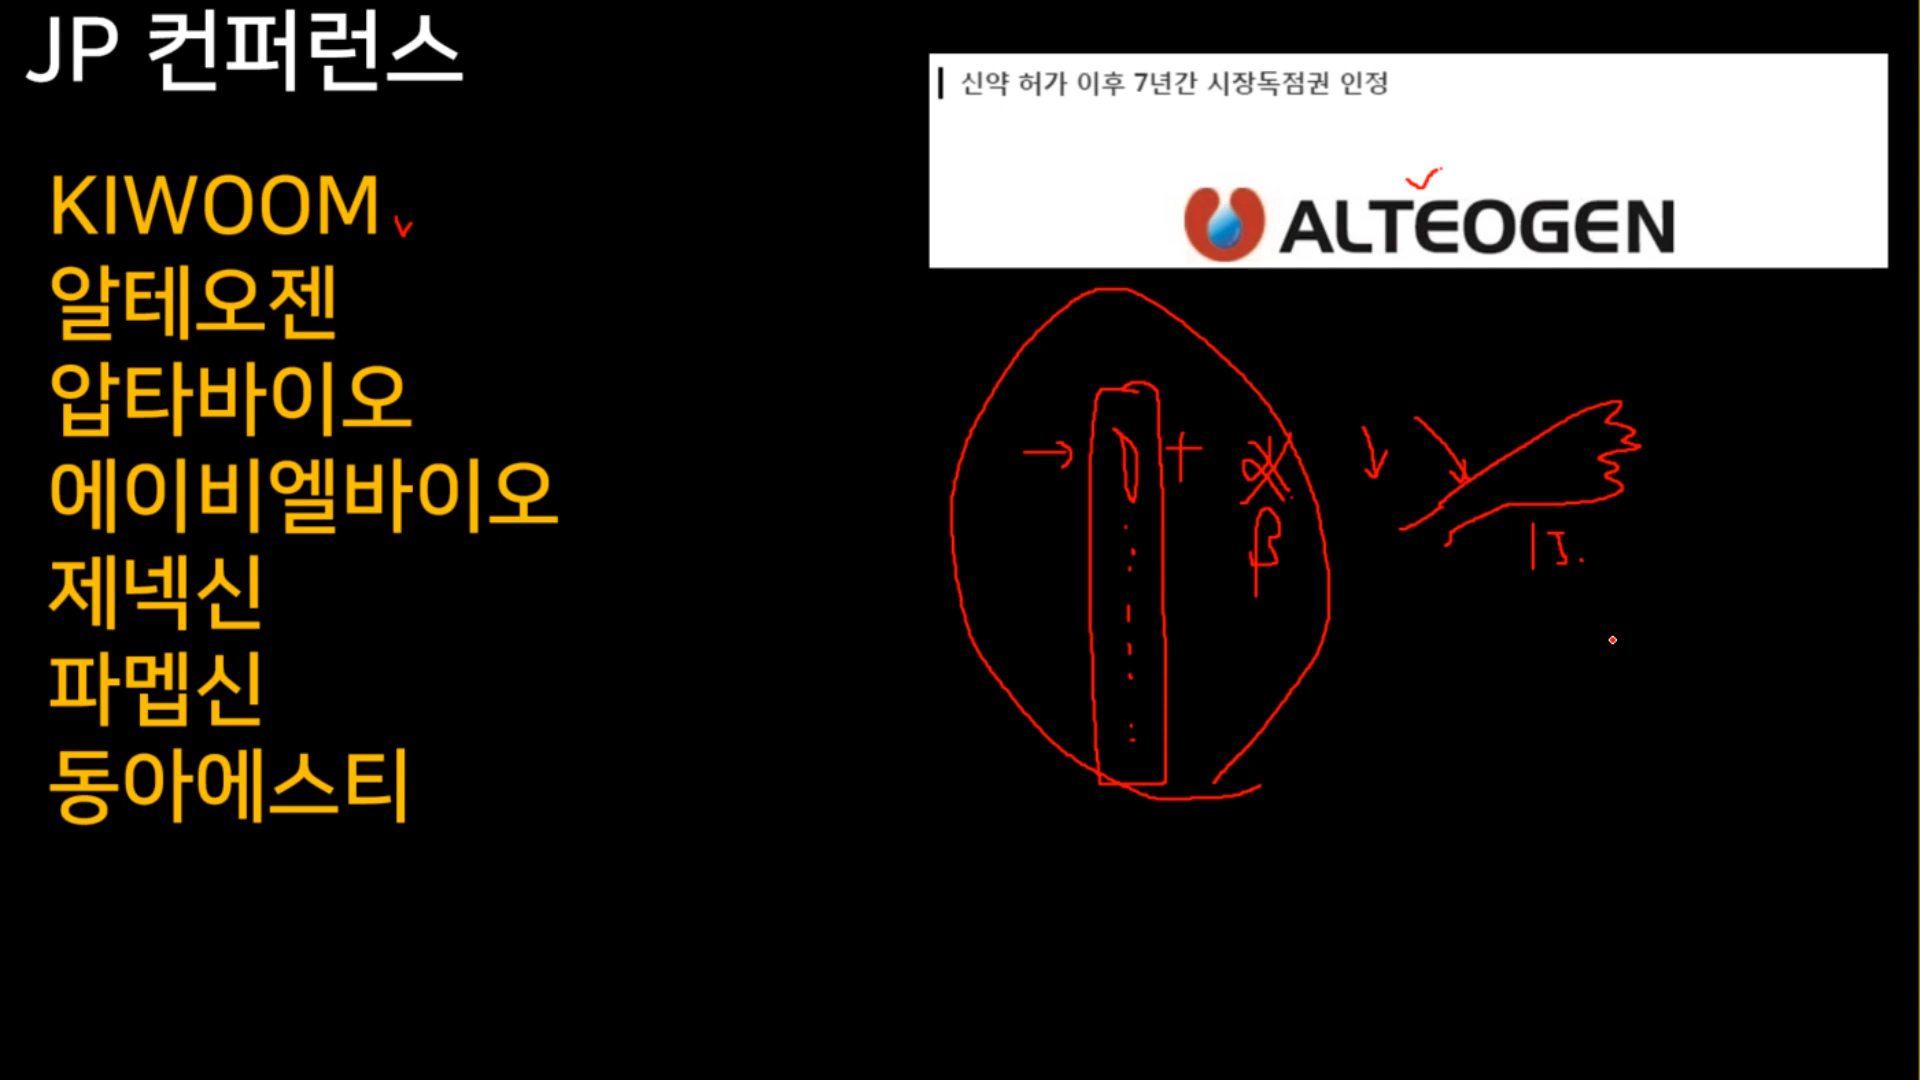 JP 컨퍼런스
KIWOOM
알테오젠
압타바이오
에이비엘바이오
제넥신
파멥신
동아에스티
신약 허가 이후 7년간 시장독점권 인정
ALTEOGEN
+ α
β